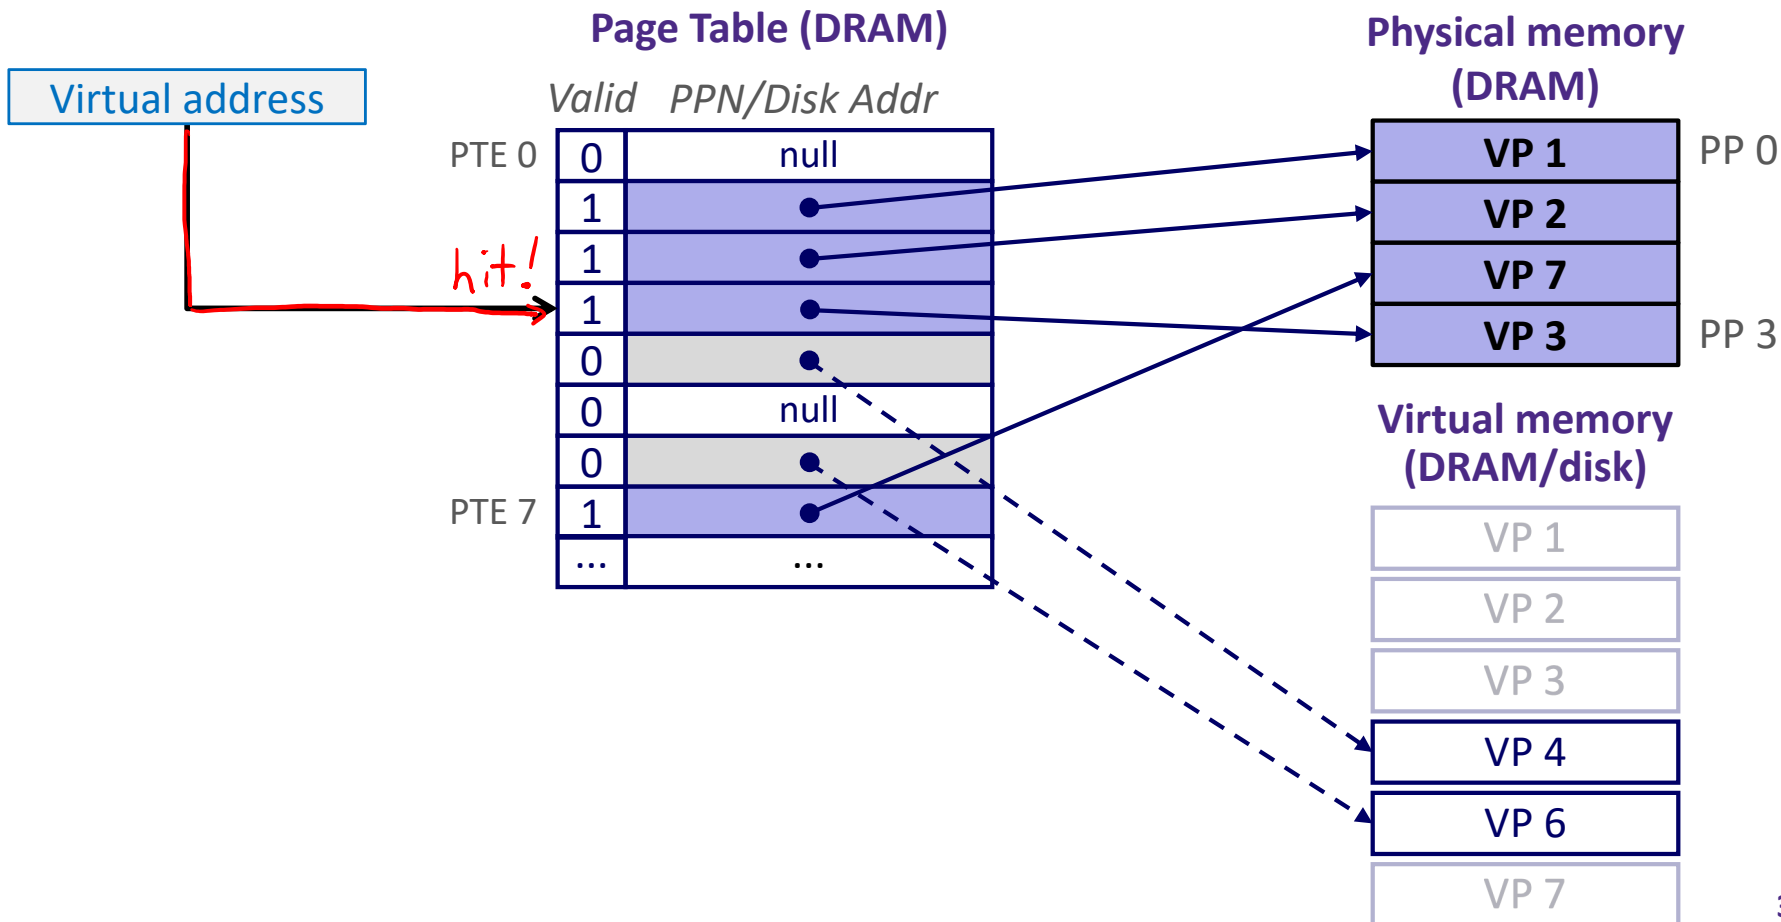 Page Table (DRAM)
Physical memory
(DRAM)
Virtual address
Valid PPN/Disk Addr
PTE 0 0 null
1
1
hit!
1
0
0 null
0
PTE 7 1
... ...
VP 1 PP 0
VP 2
VP 7
VP 3 PP 3
Virtual memory
(DRAM/disk)
VP 1
VP 2
VP 3
VP 4
VP 6
VP 7